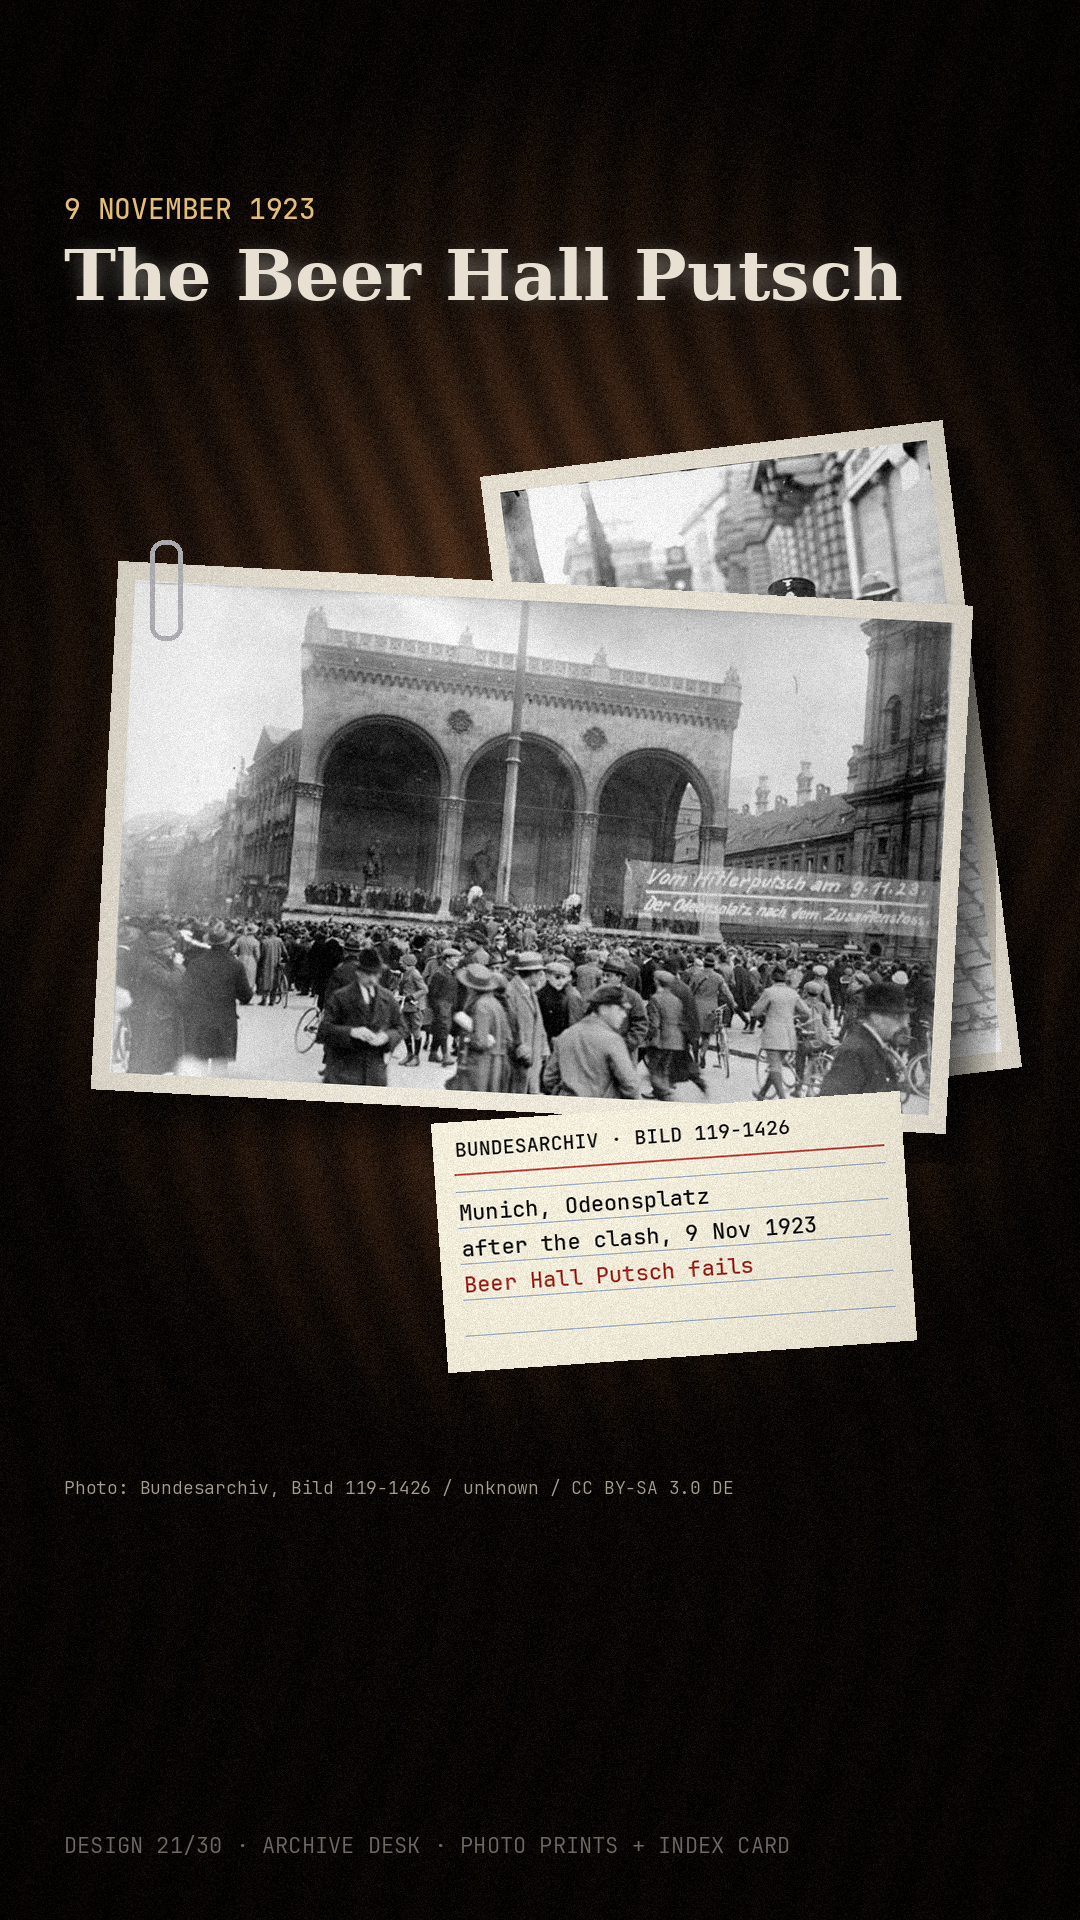 9 NOVEMBER 1923
The Beer Hall Putsch
Vom Hitlerputsch am 9.11.23.
Der Odeonsplatz nach dem Zusammenstoss.
BUNDESARCHIV · BILD 119-1426
Munich, Odeonsplatz
after the clash, 9 Nov 1923
Beer Hall Putsch fails
Photo: Bundesarchiv, Bild 119-1426 / unknown / CC BY-SA 3.0 DE
DESIGN 21/30 · ARCHIVE DESK · PHOTO PRINTS + INDEX CARD